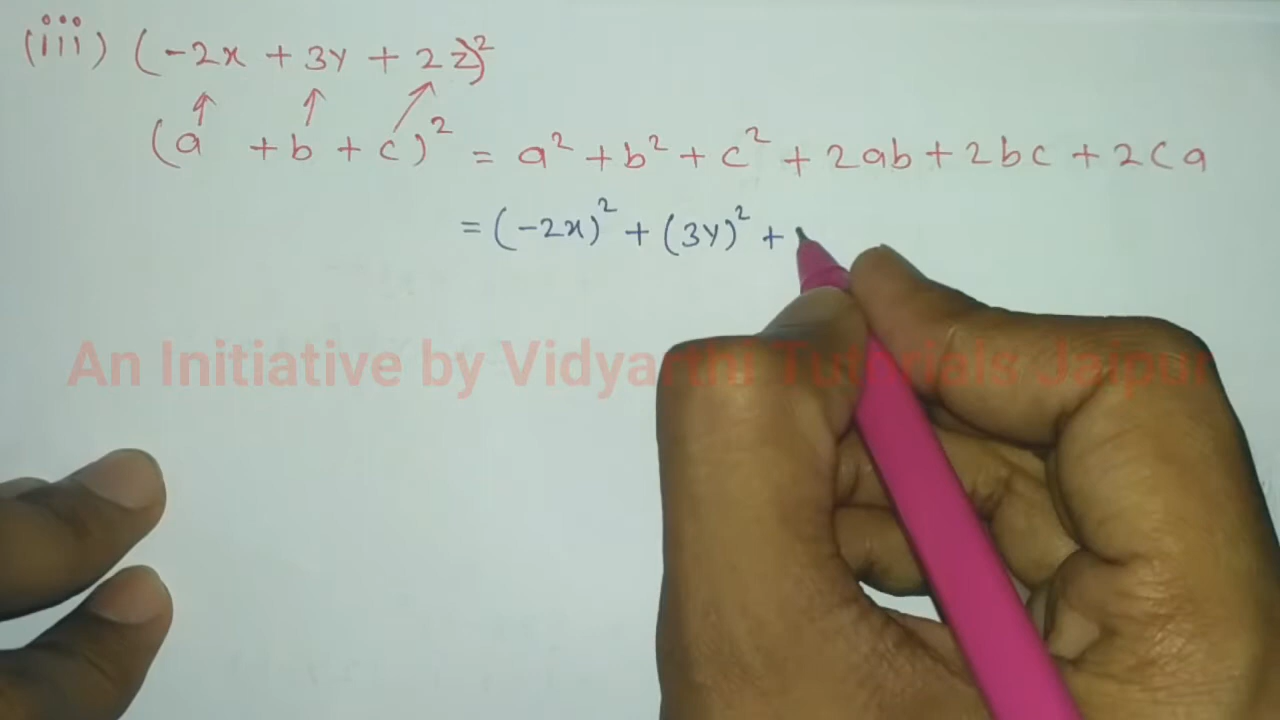 (iii) (-2x + 3y + 2z)²
(a + b + c)² = a² + b² + c² + 2ab + 2bc + 2ca
= (-2x)² + (3y)² +
An Initiative by Vidyarthi Tutorials Jaipur